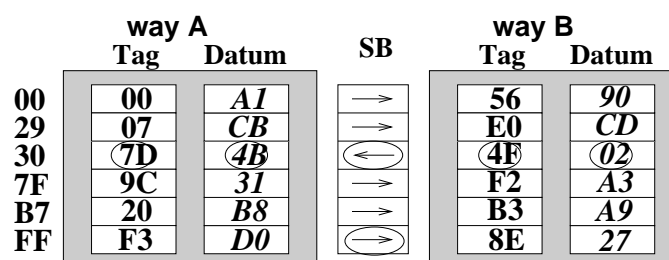 way A SB way B
Tag Datum Tag Datum
00 00 A1 → 56 90
29 07 CB → E0 CD
30 7D 4B ← 4F 02
7F 9C 31 → F2 A3
B7 20 B8 → B3 A9
FF F3 D0 → 8E 27